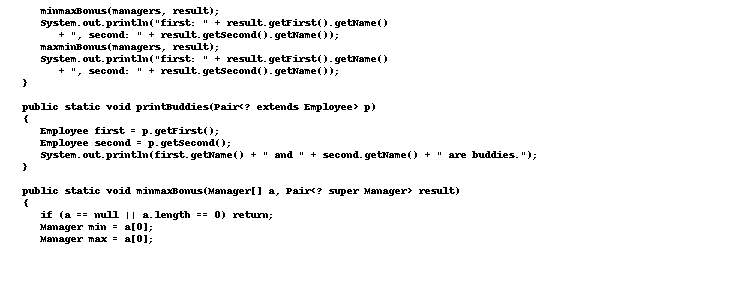 minmaxBonus(managers, result);
System.out.println("first: " + result.getFirst().getName()
+ ", second: " + result.getSecond().getName());
maxminBonus(managers, result);
System.out.println("first: " + result.getFirst().getName()
+ ", second: " + result.getSecond().getName());
}
public static void printBuddies(Pair<? extends Employee> p)
{
Employee first = p.getFirst();
Employee second = p.getSecond();
System.out.println(first.getName() + " and " + second.getName() + " are buddies.");
}
public static void minmaxBonus(Manager[] a, Pair<? super Manager> result)
{
if (a == null || a.length == 0) return;
Manager min = a[0];
Manager max = a[0];